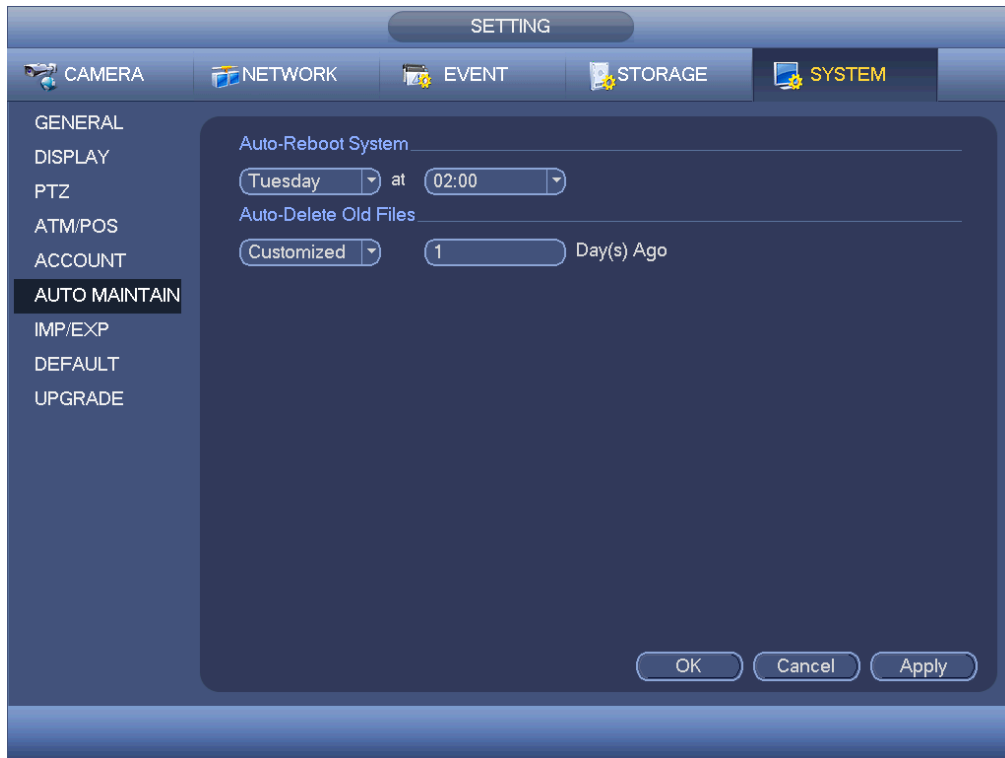 SETTING
CAMERA NETWORK EVENT STORAGE SYSTEM
GENERAL
DISPLAY
PTZ
ATM/POS
ACCOUNT
AUTO MAINTAIN
IMP/EXP
DEFAULT
UPGRADE
Auto-Reboot System
Tuesday at 02:00
Auto-Delete Old Files
Customized 1 Day(s) Ago
OK Cancel Apply